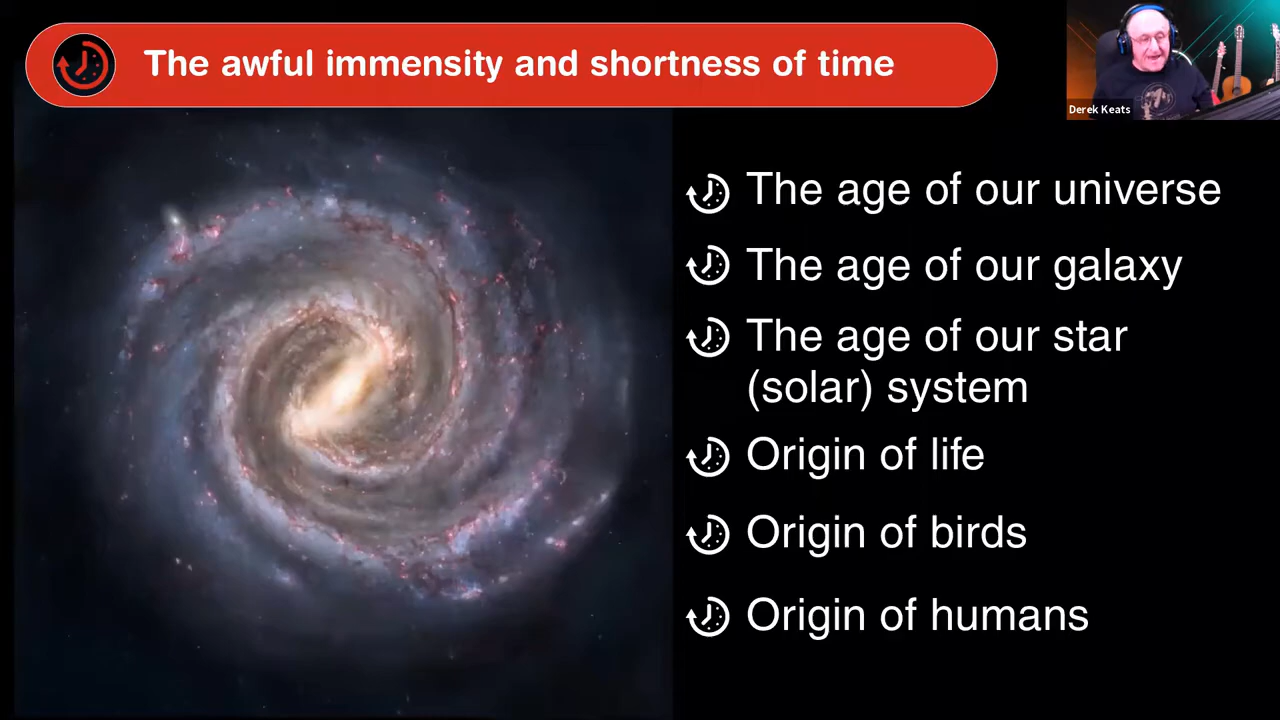 The awful immensity and shortness of time
Derek Keats
The age of our universe
The age of our galaxy
The age of our star
(solar) system
Origin of life
Origin of birds
Origin of humans